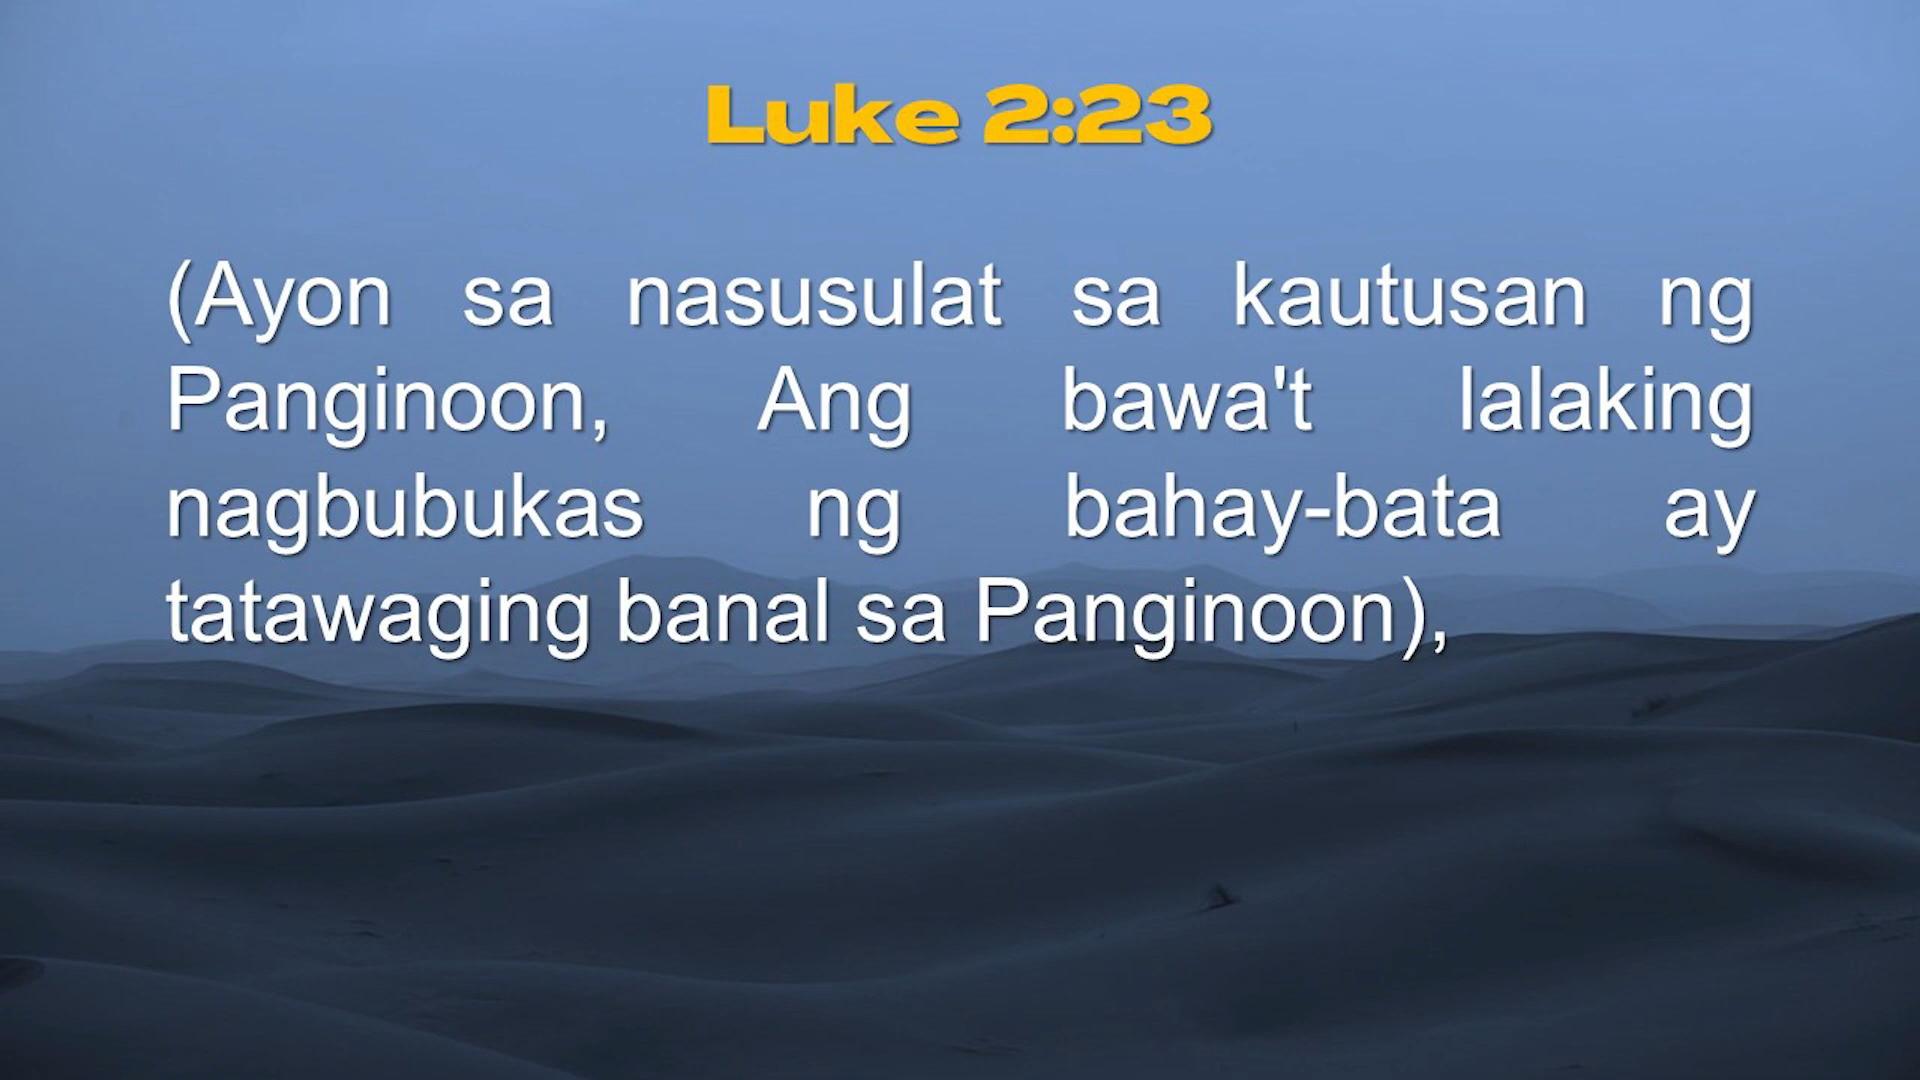 Luke 2:23
(Ayon sa nasusulat sa kautusan ng
Panginoon, Ang bawa't lalaking
nagbubukas ng bahay-bata ay
tatawaging banal sa Panginoon),